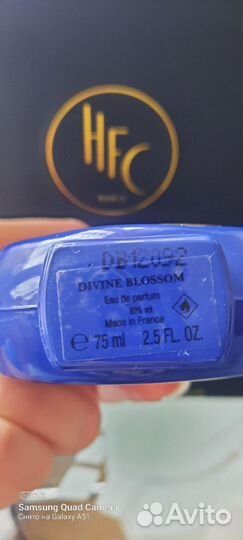 HFC
DB12092
DIVINE BLOSSOM
Eau de parfum
80% vol.
Made in France
℮ 75 ml 2.5 FL. OZ.
Samsung Quad Camera
Снято на Galaxy A51
Avito